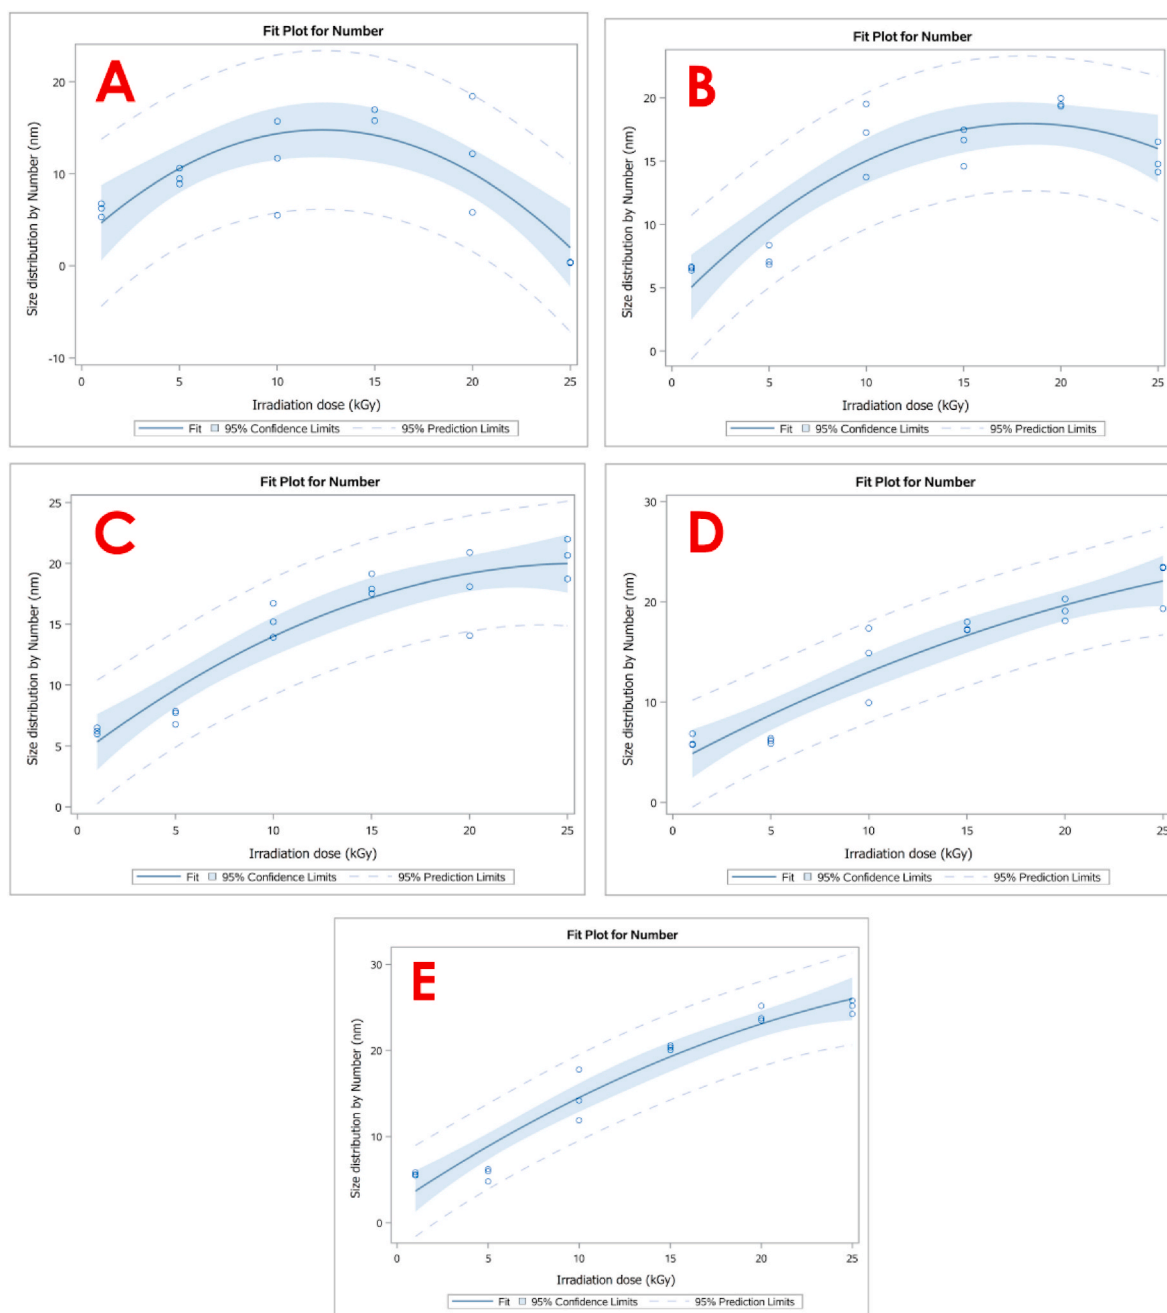 Fit Plot for Number
A
Size distribution by Number (nm)
20
10
0
-10
0 5 10 15 20 25
Irradiation dose (kGy)
Fit 95% Confidence Limits 95% Prediction Limits
Fit Plot for Number
B
Size distribution by Number (nm)
20
15
10
5
0
0 5 10 15 20 25
Irradiation dose (kGy)
Fit 95% Confidence Limits 95% Prediction Limits
Fit Plot for Number
C
Size distribution by Number (nm)
25
20
15
10
5
0
0 5 10 15 20 25
Irradiation dose (kGy)
Fit 95% Confidence Limits 95% Prediction Limits
Fit Plot for Number
D
Size distribution by Number (nm)
30
20
10
0
0 5 10 15 20 25
Irradiation dose (kGy)
Fit 95% Confidence Limits 95% Prediction Limits
Fit Plot for Number
E
Size distribution by Number (nm)
30
20
10
0
0 5 10 15 20 25
Irradiation dose (kGy)
Fit 95% Confidence Limits 95% Prediction Limits